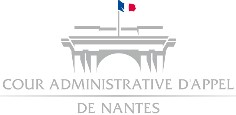 COUR ADMINISTRATIVE D'APPEL
DE NANTES